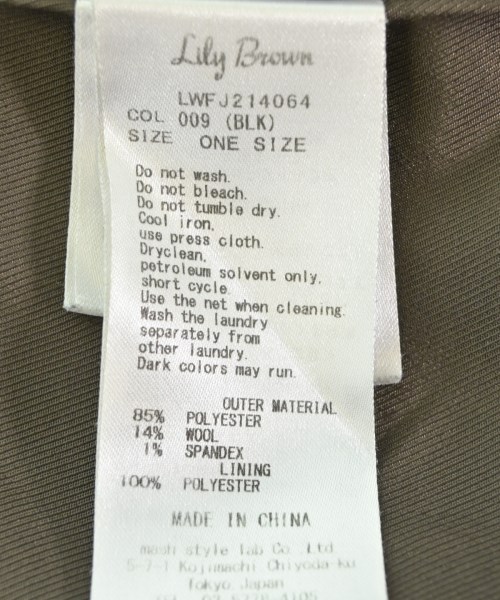 Lily Brown
LWFJ214064
COL 009 (BLK)
SIZE ONE SIZE
Do not wash.
Do not bleach.
Do not tumble dry.
Cool iron,
use press cloth.
Dryclean,
petroleum solvent only.
short cycle.
Use the net when cleaning.
Wash the laundry
separately from
other laundry.
Dark colors may run.
OUTER MATERIAL
85% POLYESTER
14% WOOL
1% SPANDEX
LINING
100% POLYESTER
MADE IN CHINA
mash style lab Co.,Ltd.
5-7-1 Kojimachi Chiyoda-ku
Tokyo, Japan